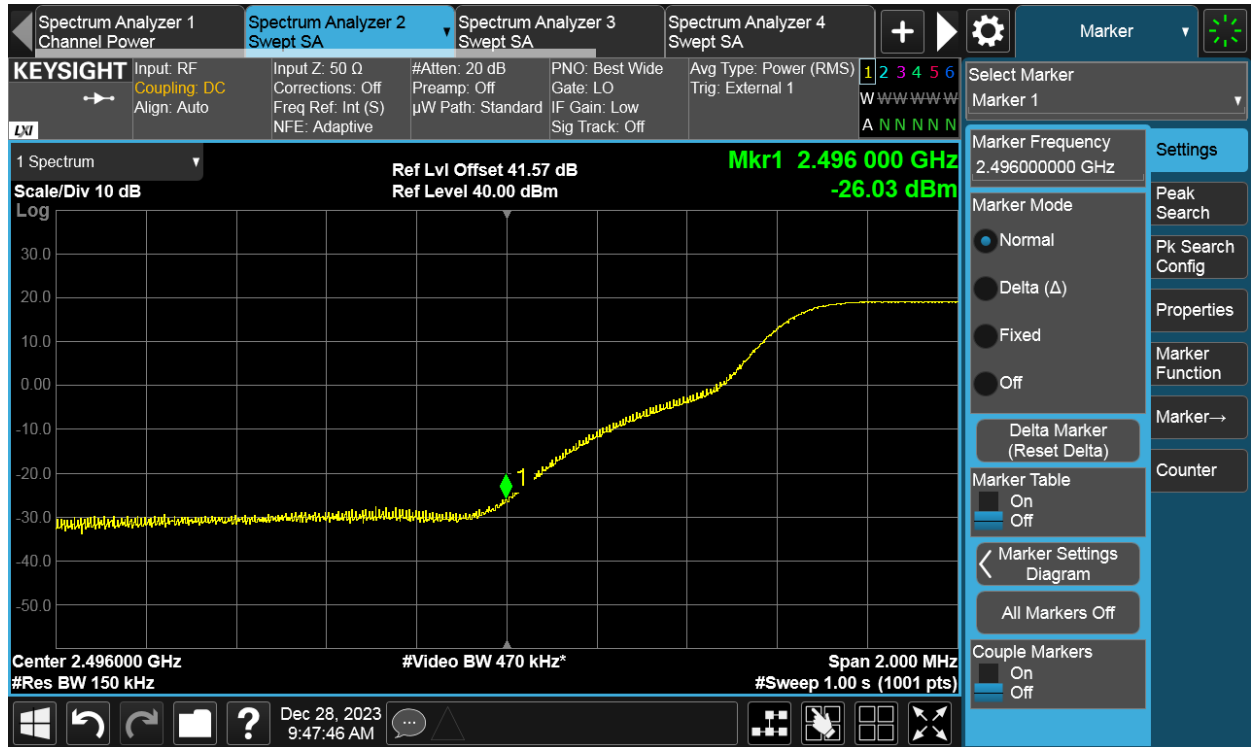 Spectrum Analyzer 1
Channel Power
Spectrum Analyzer 2
Swept SA
Spectrum Analyzer 3
Swept SA
Spectrum Analyzer 4
Swept SA
Marker
KEYSIGHT
LXI
Input: RF
Coupling: DC
Align: Auto
Input Z: 50 Ω
Corrections: Off
Freq Ref: Int (S)
NFE: Adaptive
#Atten: 20 dB
Preamp: Off
µW Path: Standard
PNO: Best Wide
Gate: LO
IF Gain: Low
Sig Track: Off
Avg Type: Power (RMS)
Trig: External 1
1 2 3 4 5 6
W W W W W W
A N N N N N
Select Marker
Marker 1
1 Spectrum
Scale/Div 10 dB
Log
Ref Lvl Offset 41.57 dB
Ref Level 40.00 dBm
Mkr1 2.496 000 GHz
-26.03 dBm
30.0
20.0
10.0
0.00
-10.0
-20.0
-30.0
-40.0
-50.0
1
Center 2.496000 GHz
#Res BW 150 kHz
#Video BW 470 kHz*
Span 2.000 MHz
#Sweep 1.00 s (1001 pts)
Marker Frequency
2.496000000 GHz
Marker Mode
Normal
Delta (Δ)
Fixed
Off
Delta Marker
(Reset Delta)
Marker Table
On
Off
Marker Settings
Diagram
All Markers Off
Couple Markers
On
Off
Settings
Peak
Search
Pk Search
Config
Properties
Marker
Function
Marker→
Counter
?
Dec 28, 2023
9:47:46 AM